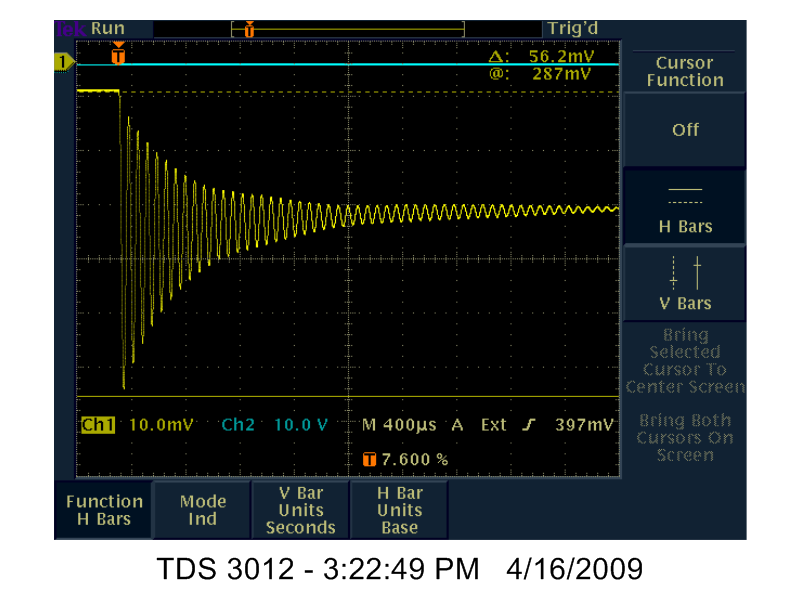 Tek Run Trig'd
T
1
T
Δ: 56.2mV
@: 287mV
Cursor
Function
Off
H Bars
V Bars
Bring
Selected
Cursor To
Center Screen
Bring Both
Cursors On
Screen
Ch1 10.0mV Ch2 10.0 V M 400µs A Ext 397mV
T 7.600 %
Function
H Bars
Mode
Ind
V Bar
Units
Seconds
H Bar
Units
Base
TDS 3012 - 3:22:49 PM 4/16/2009